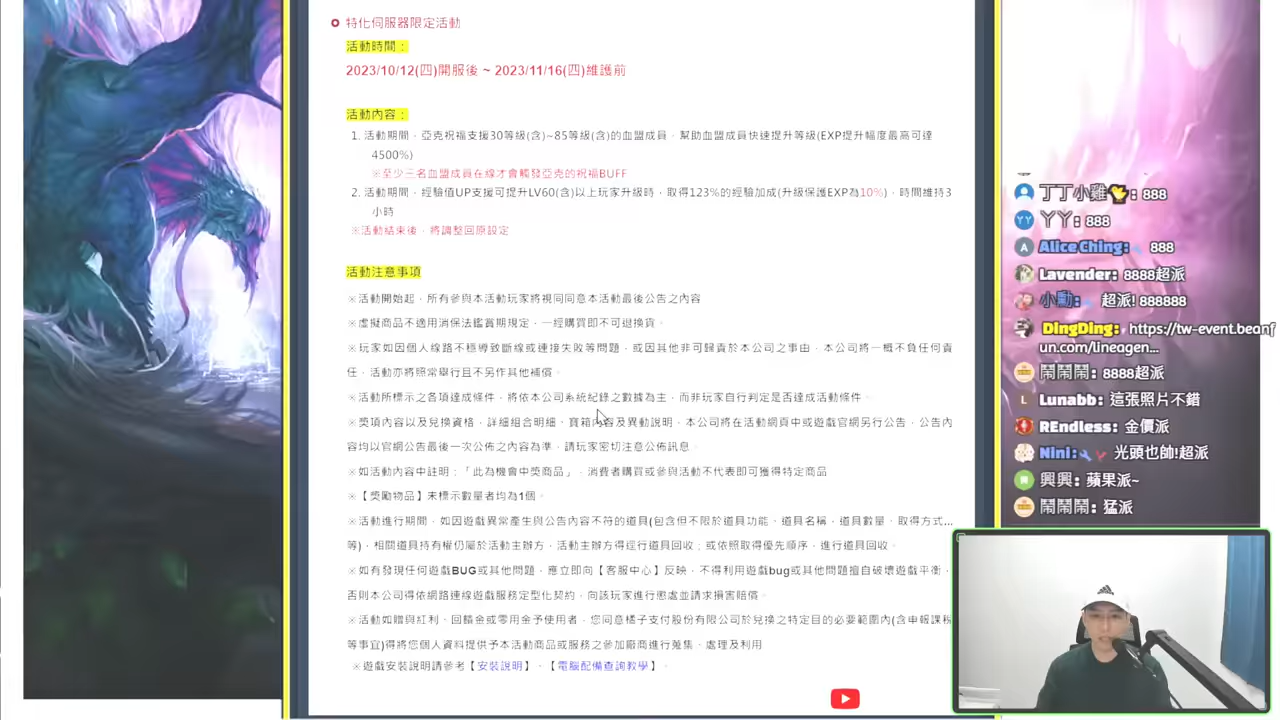 特化伺服器限定活動
活動時間：
2023/10/12(四)開服後 ~ 2023/11/16(四)維護前
活動內容：
1. 活動期間，亞克祝福支援30等級(含)~85等級(含)的血盟成員，幫助血盟成員快速提升等級(EXP提升幅度最高可達
4500%)
※至少三名血盟成員在線才會觸發亞克的祝福BUFF
2. 活動期間，經驗值UP支援可提升LV60(含)以上玩家升級時，取得123%的經驗加成(升級保護EXP為10%)，時間維持3
小時
※活動結束後，將調整回原設定
活動注意事項
※活動開始起，所有參與本活動玩家將視同同意本活動最後公告之內容
※虛擬商品不適用消保法鑑賞期規定，一經購買即不可退換貨。
※玩家如因個人線路不穩導致斷線或連接失敗等問題，或因其他非可歸責於本公司之事由，本公司將一概不負任何責
任，活動亦將照常舉行且不另作其他補償。
※活動所標示之各項達成條件，將依本公司系統紀錄之數據為主，而非玩家自行判定是否達成活動條件。
※獎項內容以及兌換資格，詳細組合明細、寶箱內容及異動說明，本公司將在活動網頁中或遊戲官網另行公告，公告內
容均以官網公告最後一次公佈之內容為準，請玩家密切注意公佈訊息。
※如活動內容中註明：「此為機會中獎商品」，消費者購買或參與活動不代表即可獲得特定商品
※【獎勵物品】未標示數量者均為1個。
※活動進行期間，如因遊戲異常產生與公告內容不符的道具(包含但不限於道具功能、道具名稱、道具數量、取得方式...
等)，相關道具持有權仍屬於活動主辦方，活動主辦方得逕行道具回收；或依照取得優先順序，進行道具回收。
※如有發現任何遊戲BUG或其他問題，應立即向【客服中心】反映，不得利用遊戲bug或其他問題擅自破壞遊戲平衡，
否則本公司得依網路連線遊戲服務定型化契約，向該玩家進行懲處並請求損害賠償。
※活動如贈與紅利、回饋金或零用金予使用者，您同意橘子支付股份有限公司於兌換之特定目的必要範圍內(含申報課稅
等事宜)得將您個人資料提供予本活動商品或服務之參加廠商進行蒐集、處理及利用
※遊戲安裝說明請參考【安裝說明】、【電腦配備查詢教學】。
丁丁小雞: 888
YY
丫丫: 888
A
Alice Ching: 888
Lavender: 8888超派
小勳: 超派! 888888
DingDing: https://tw-event.beanf
un.com/lineagen...
鬧鬧鬧: 8888超派
L
Lunabb: 這張照片不錯
REndless: 金價派
Nini: 光頭也帥!超派
興興: 蘋果派~
鬧鬧鬧: 猛派